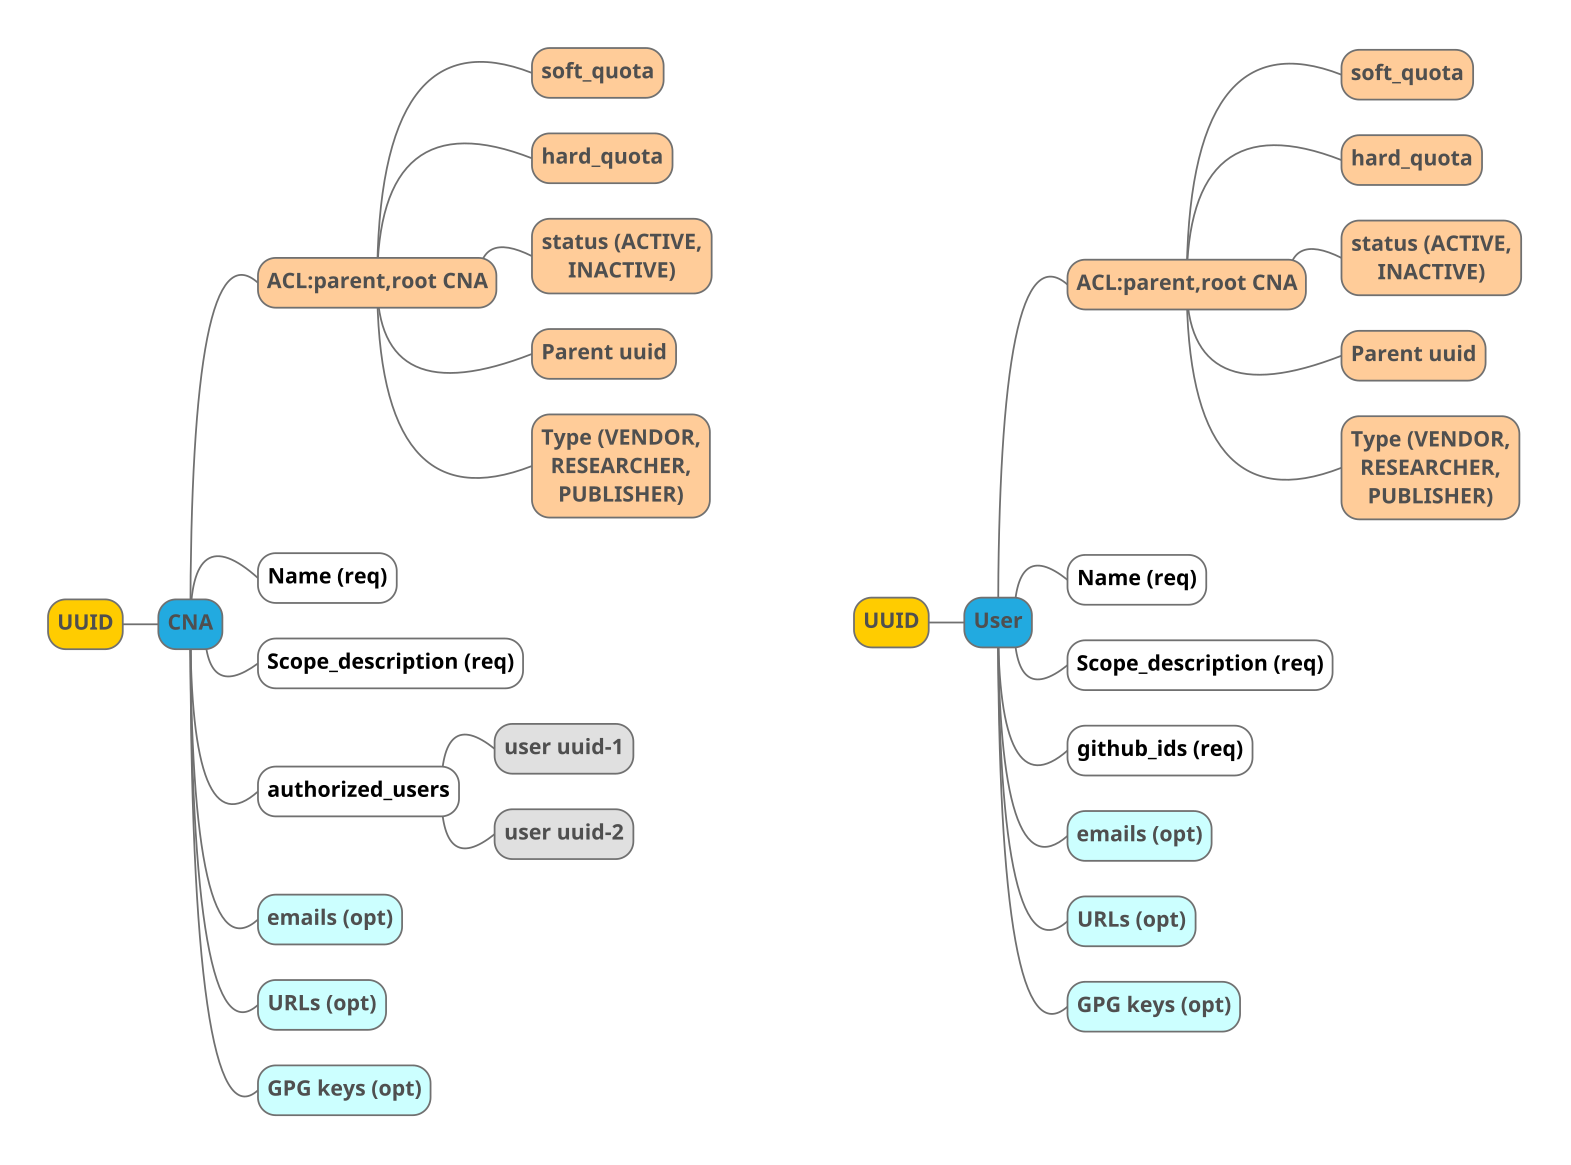 soft_quota
hard_quota
status (ACTIVE,
INACTIVE)
ACL:parent,root CNA
Parent uuid
Type (VENDOR,
RESEARCHER,
PUBLISHER)
Name (req)
UUID
CNA
Scope_description (req)
user uuid-1
authorized_users
user uuid-2
emails (opt)
URLs (opt)
GPG keys (opt)
soft_quota
hard_quota
status (ACTIVE,
INACTIVE)
ACL:parent,root CNA
Parent uuid
Type (VENDOR,
RESEARCHER,
PUBLISHER)
Name (req)
UUID
User
Scope_description (req)
github_ids (req)
emails (opt)
URLs (opt)
GPG keys (opt)